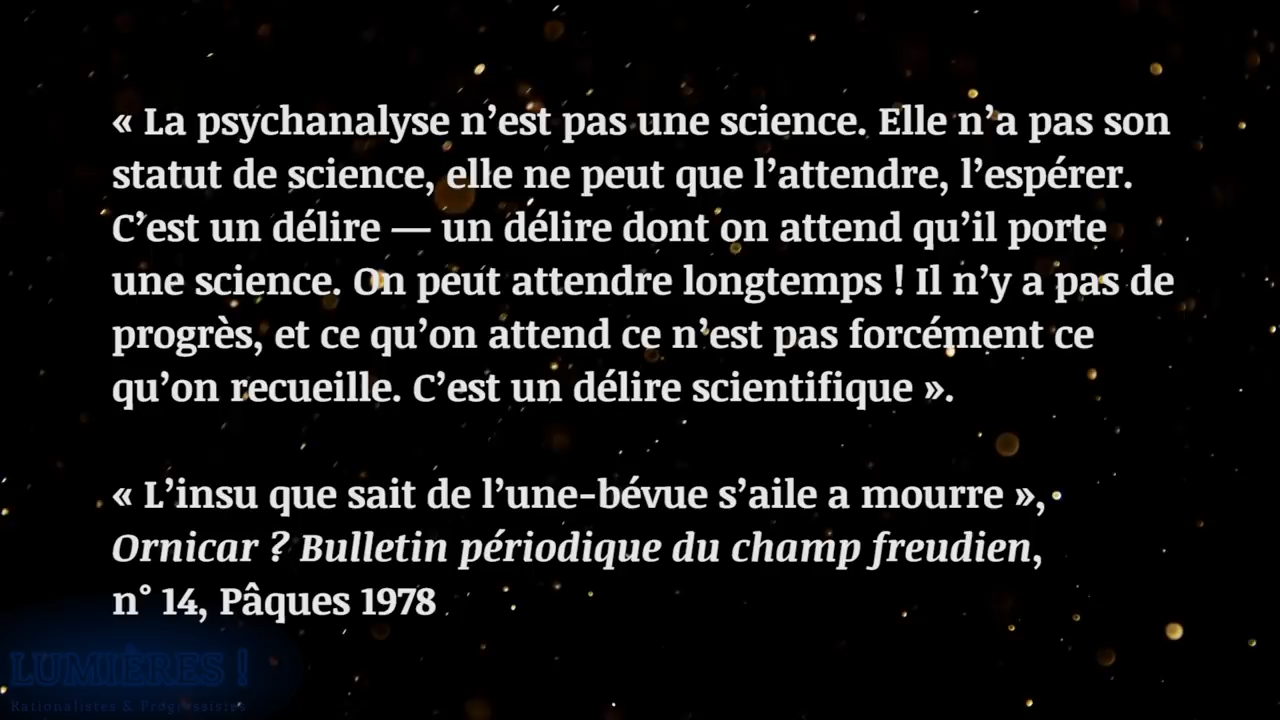 « La psychanalyse n’est pas une science. Elle n’a pas son
statut de science, elle ne peut que l’attendre, l’espérer.
C’est un délire — un délire dont on attend qu’il porte
une science. On peut attendre longtemps ! Il n’y a pas de
progrès, et ce qu’on attend ce n’est pas forcément ce
qu’on recueille. C’est un délire scientifique ».
« L’insu que sait de l’une-bévue s’aile a mourre »,
Ornicar ? Bulletin périodique du champ freudien,
n° 14, Pâques 1978
LUMIÈRES !
Rationalistes & Progressistes